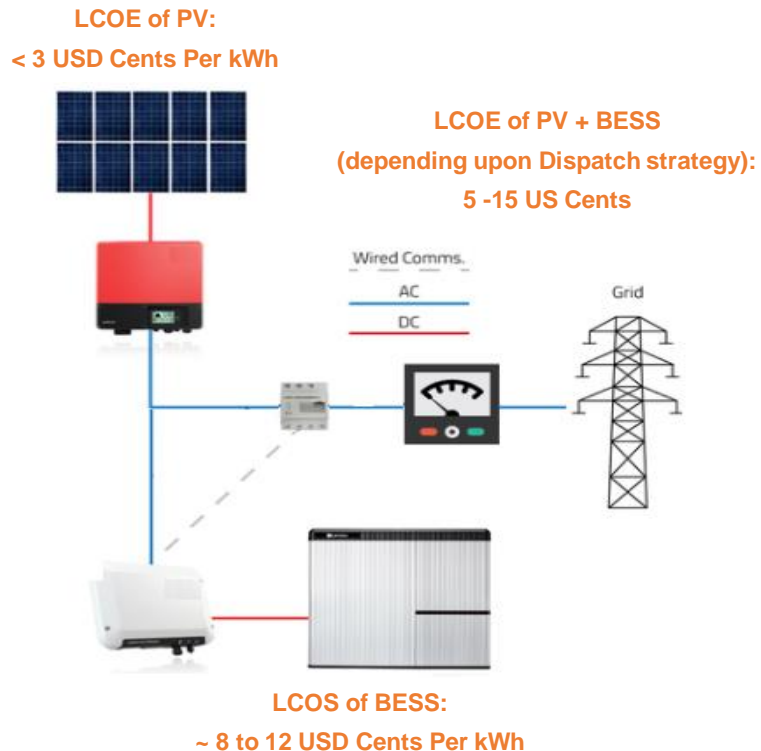 LCOE of PV:
< 3 USD Cents Per kWh
LCOE of PV + BESS
(depending upon Dispatch strategy):
5 -15 US Cents
Wired Comms.
AC
DC
Grid
LCOS of BESS:
~ 8 to 12 USD Cents Per kWh